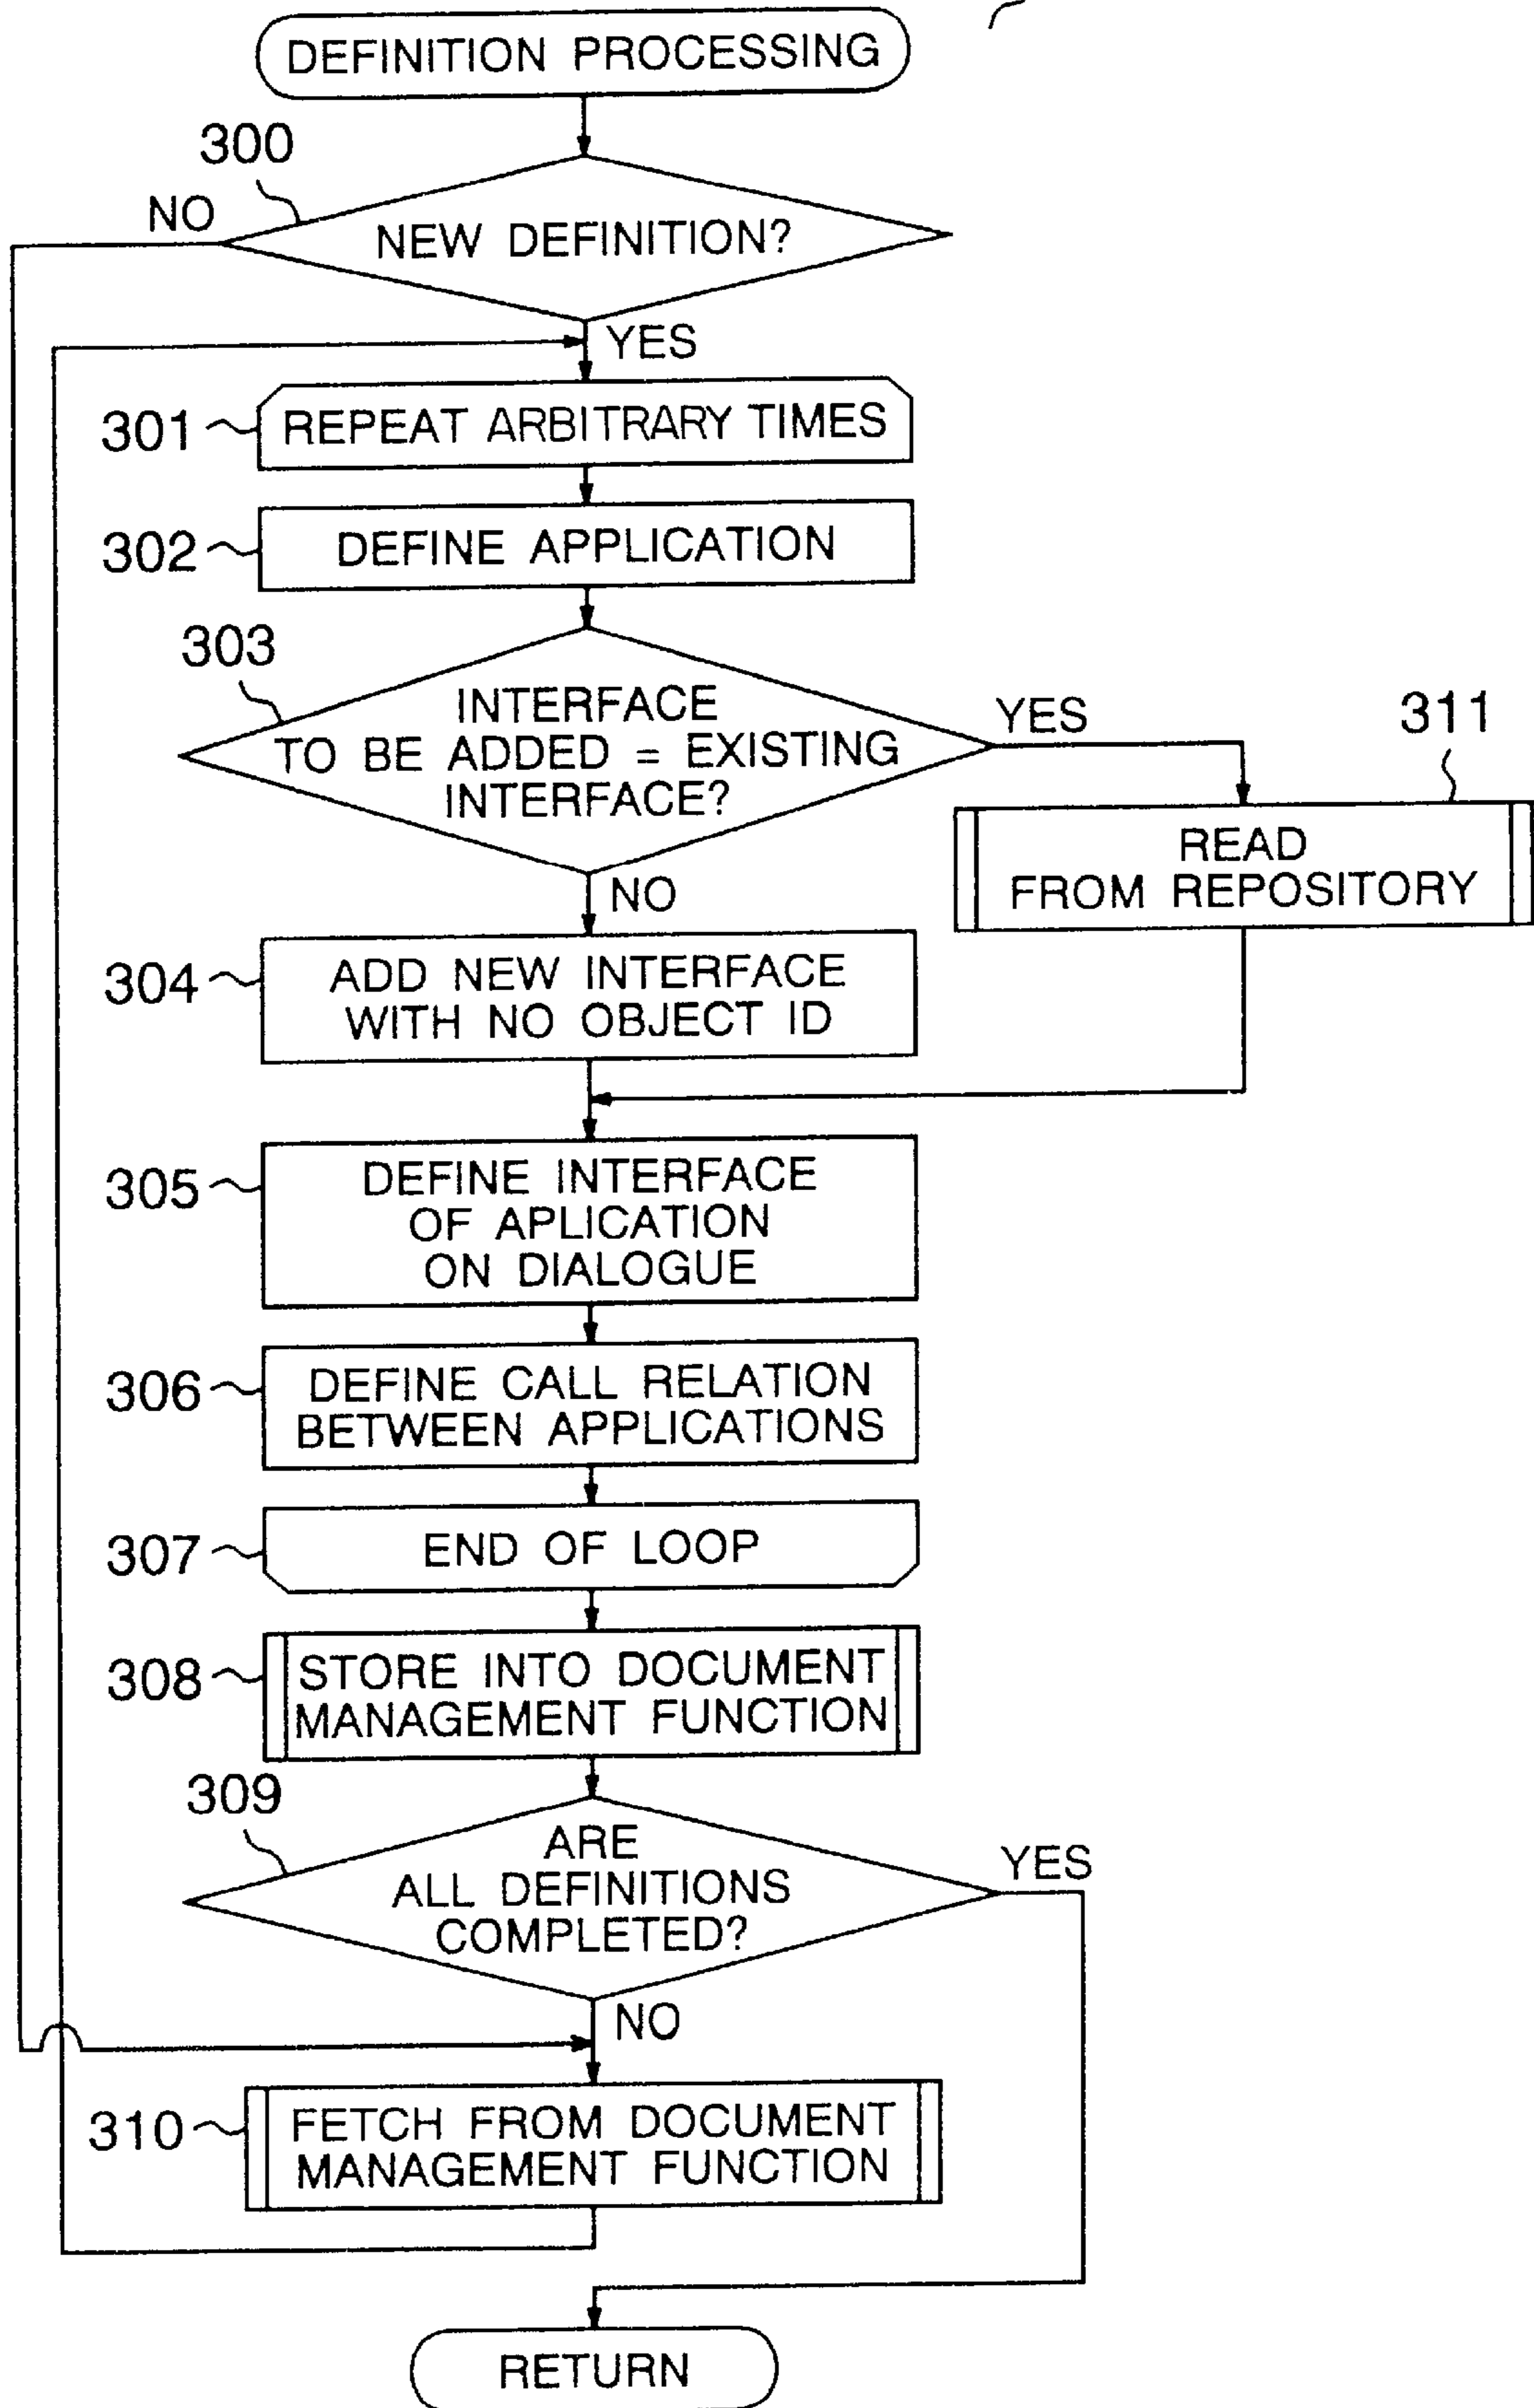 DEFINITION PROCESSING
300
NO
NEW DEFINITION?
YES
301
REPEAT ARBITRARY TIMES
302
DEFINE APPLICATION
303
INTERFACE
TO BE ADDED = EXISTING
INTERFACE?
YES
311
READ
FROM REPOSITORY
NO
304
ADD NEW INTERFACE
WITH NO OBJECT ID
305
DEFINE INTERFACE
OF APLICATION
ON DIALOGUE
306
DEFINE CALL RELATION
BETWEEN APPLICATIONS
307
END OF LOOP
308
STORE INTO DOCUMENT
MANAGEMENT FUNCTION
309
ARE
ALL DEFINITIONS
COMPLETED?
YES
NO
310
FETCH FROM DOCUMENT
MANAGEMENT FUNCTION
RETURN